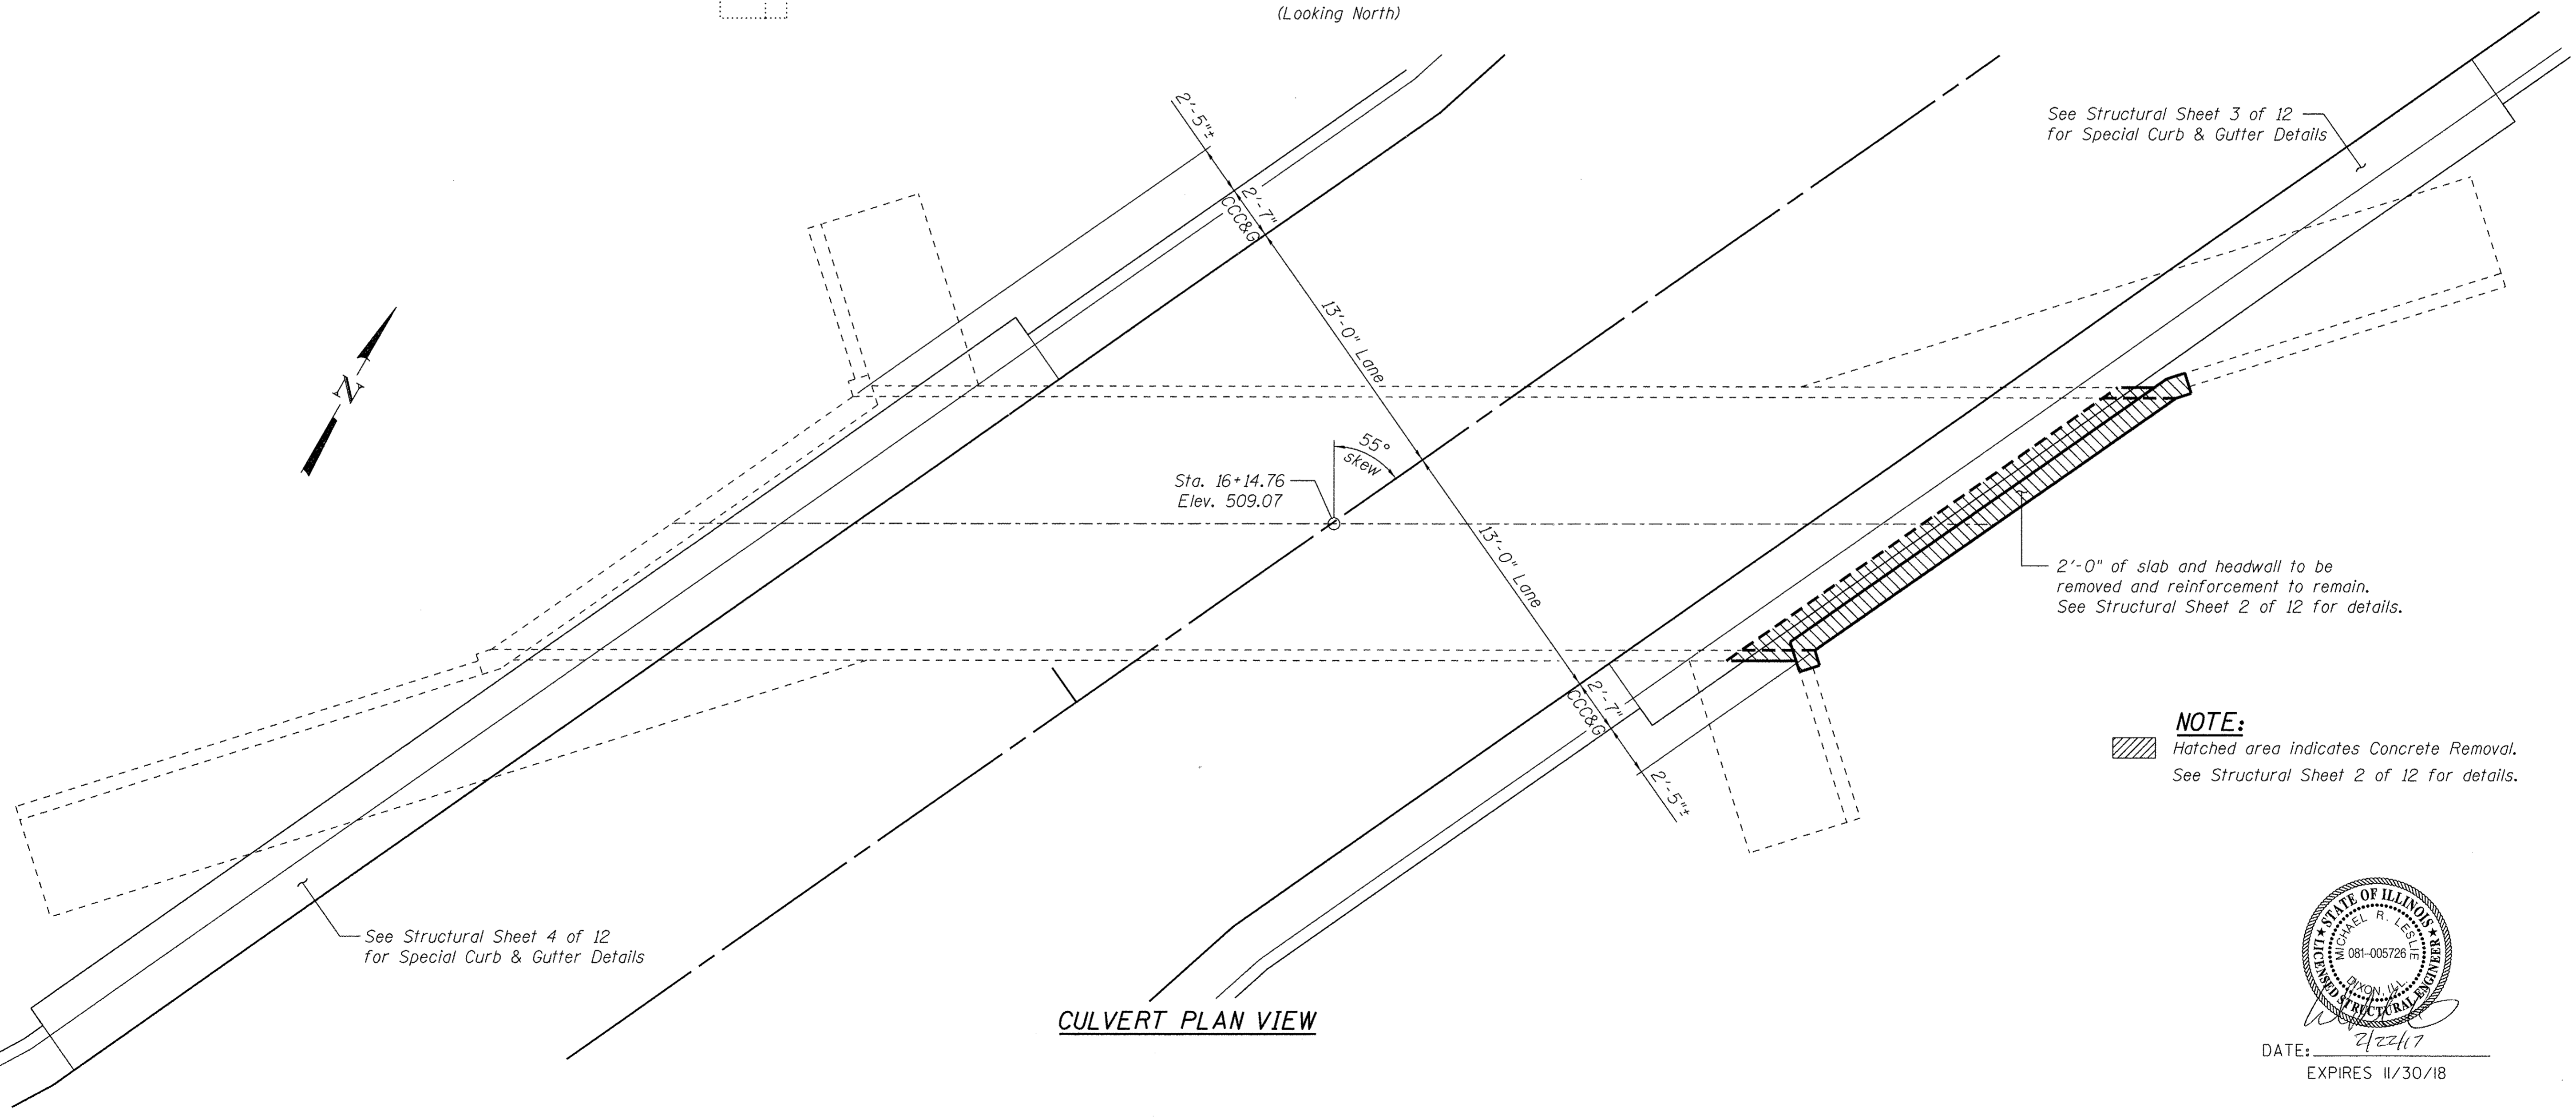 (Looking North)
2'-5"±
2'-7"
CCC&G
See Structural Sheet 3 of 12
for Special Curb & Gutter Details
13'-0" Lane
N
55°
skew
Sta. 16+14.76
Elev. 509.07
13'-0" Lane
2'-0" of slab and headwall to be
removed and reinforcement to remain.
See Structural Sheet 2 of 12 for details.
2'-7"
CCC&G
2'-5"±
NOTE:
Hatched area indicates Concrete Removal.
See Structural Sheet 2 of 12 for details.
See Structural Sheet 4 of 12
for Special Curb & Gutter Details
CULVERT PLAN VIEW
STATE OF ILLINOIS
MICHAEL R. LESLIE
081-005726
DIXON, ILL.
LICENSED STRUCTURAL ENGINEER
DATE: 2/22/17
EXPIRES 11/30/18